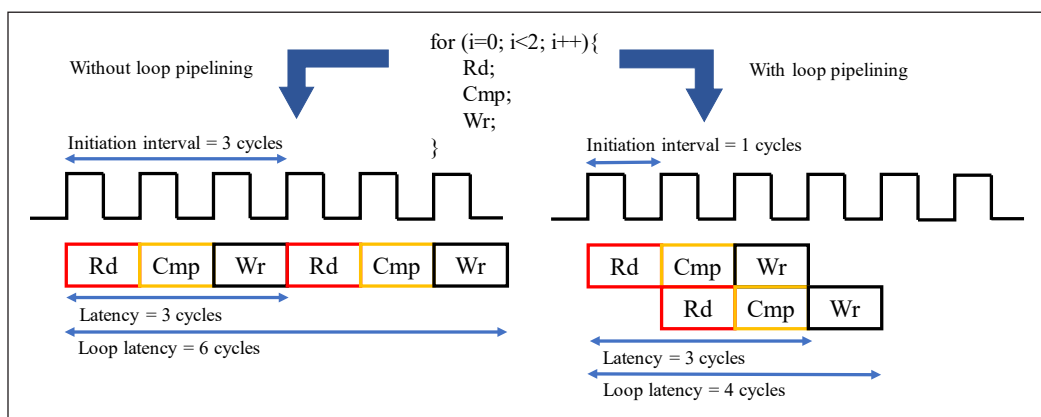 for (i=0; i<2; i++){
Rd;
Cmp;
Wr;
}
Without loop pipelining
Initiation interval = 3 cycles
Rd Cmp Wr Rd Cmp Wr
Latency = 3 cycles
Loop latency = 6 cycles
With loop pipelining
Initiation interval = 1 cycles
Rd Cmp Wr
Rd Cmp Wr
Latency = 3 cycles
Loop latency = 4 cycles